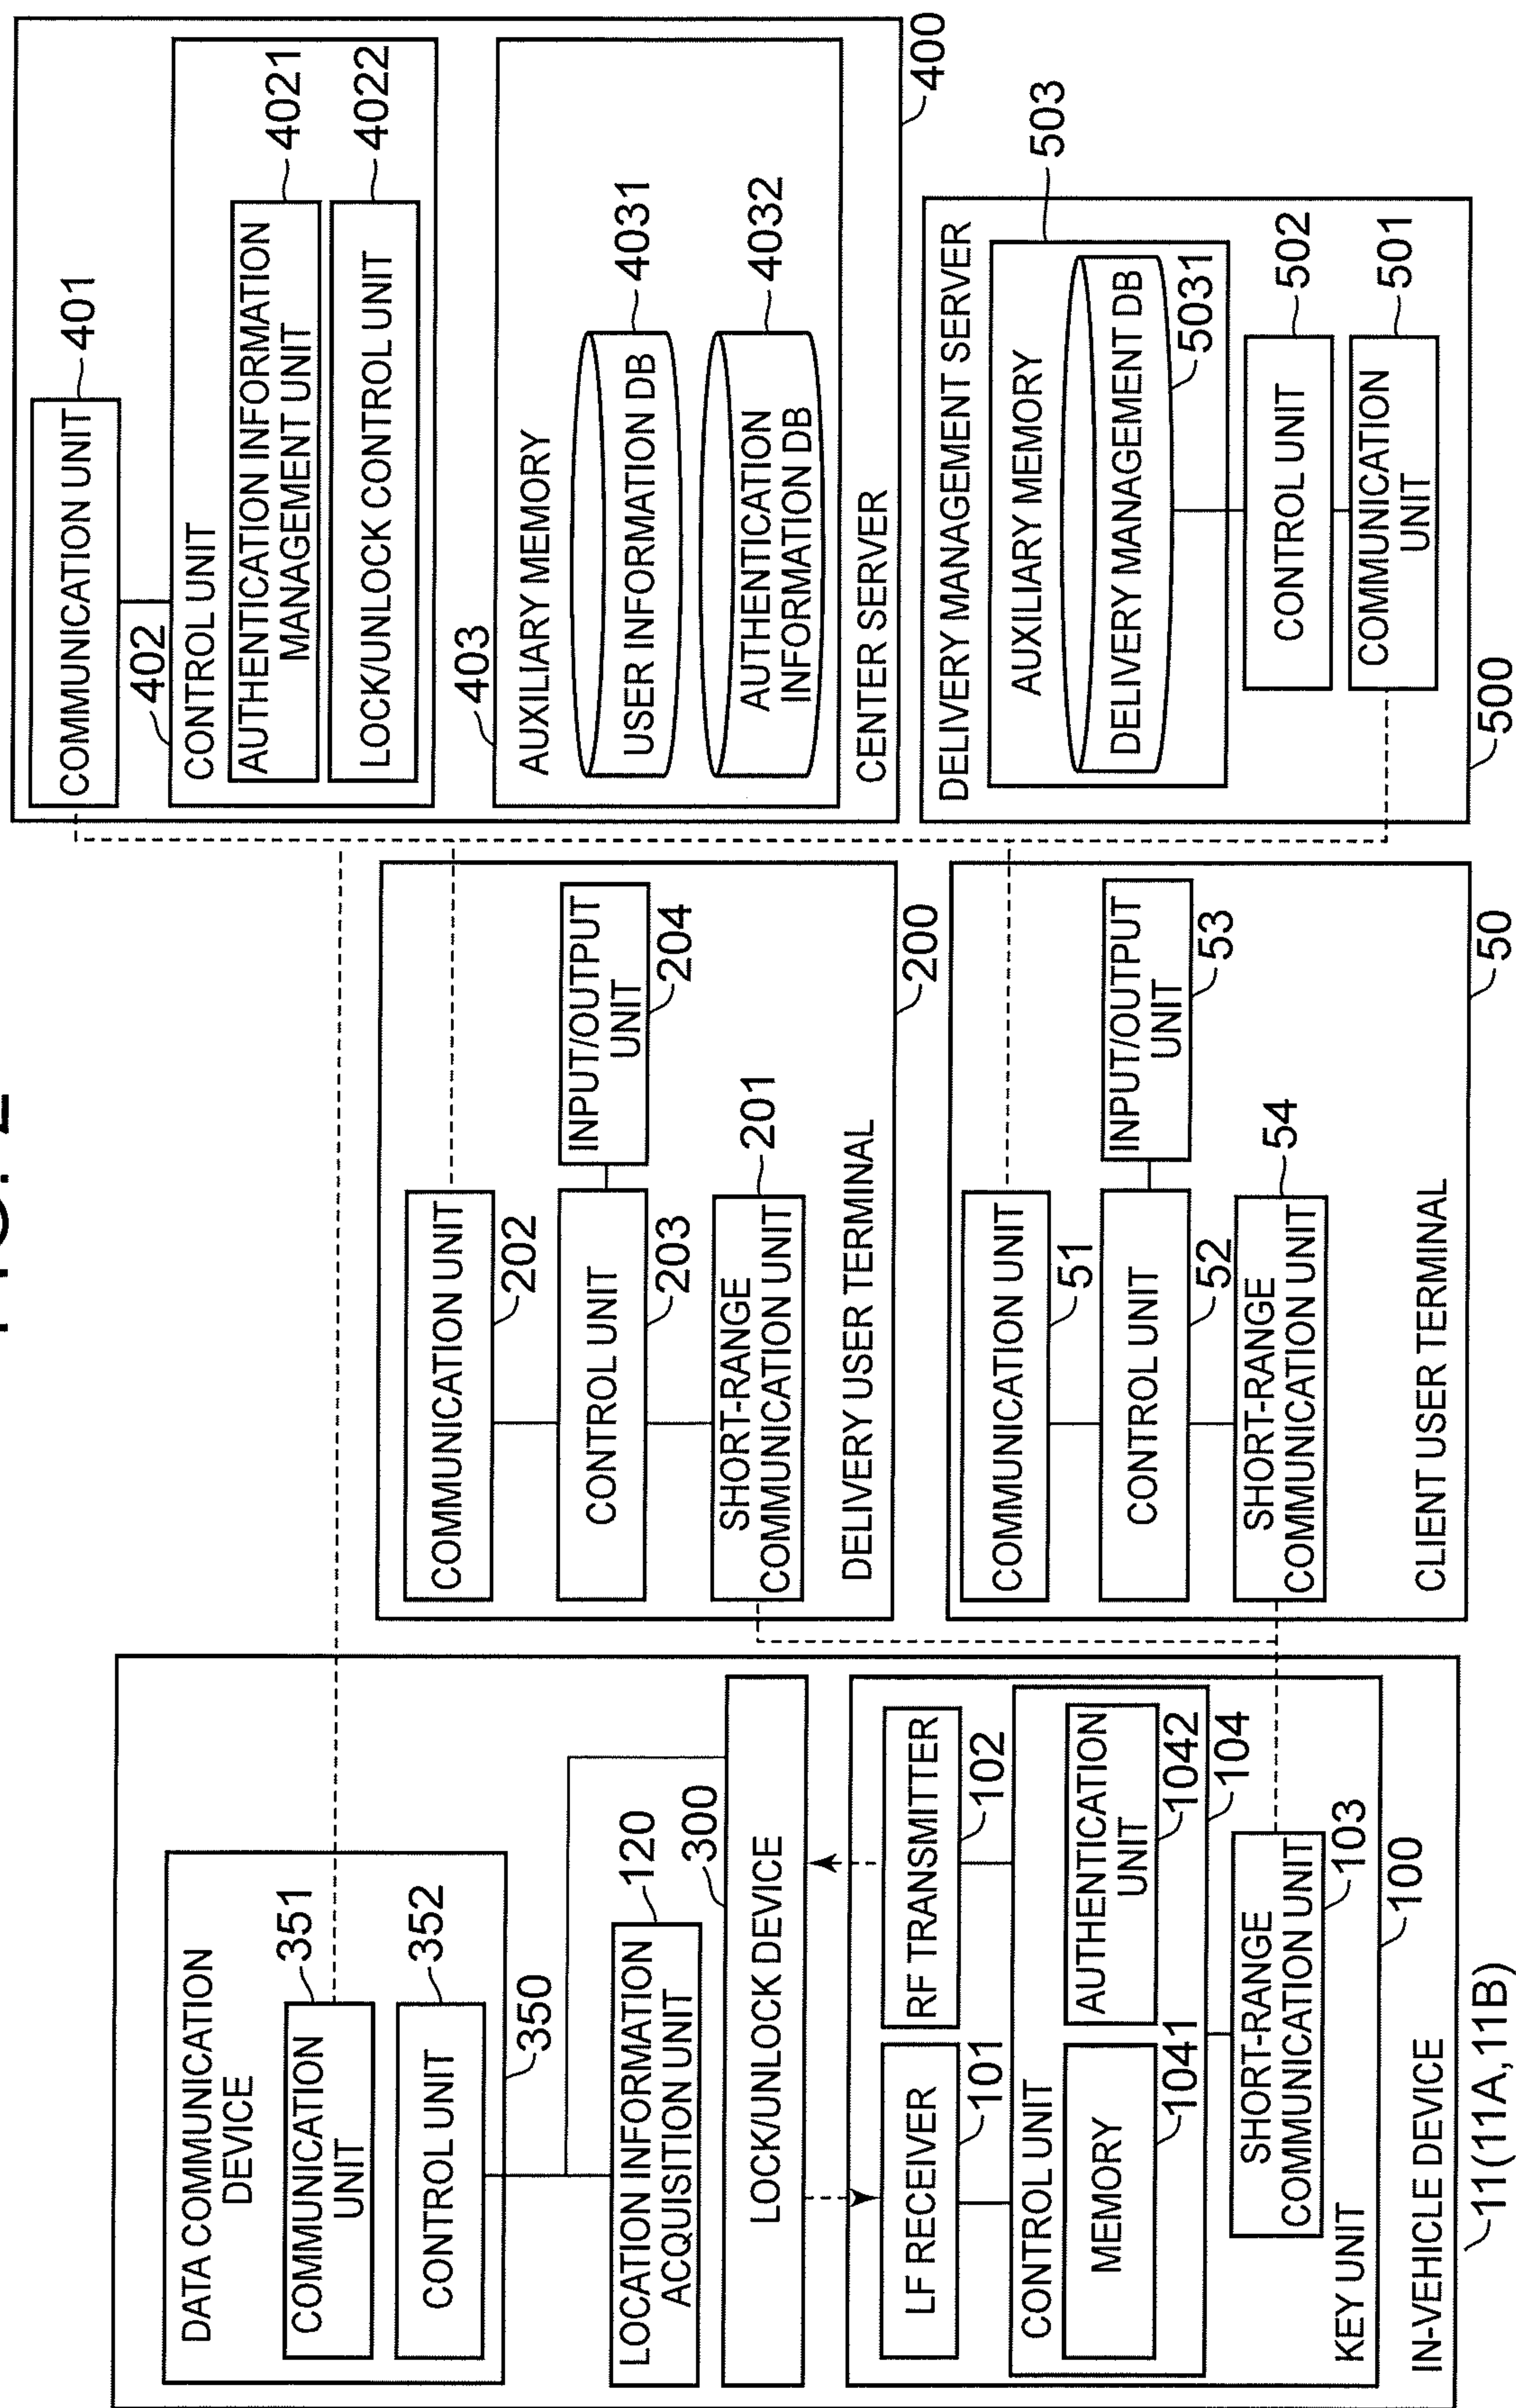 DATA COMMUNICATION
DEVICE
351
COMMUNICATION
UNIT
352
CONTROL UNIT
350
120
LOCATION INFORMATION
ACQUISITION UNIT
300
LOCK/UNLOCK DEVICE
LF RECEIVER
101
RF TRANSMITTER
102
CONTROL UNIT
MEMORY
1041
AUTHENTICATION
UNIT
1042
104
SHORT-RANGE
COMMUNICATION UNIT
103
KEY UNIT
100
IN-VEHICLE DEVICE
11(11A,11B)
COMMUNICATION UNIT
202
CONTROL UNIT
203
INPUT/OUTPUT
UNIT
204
SHORT-RANGE
COMMUNICATION UNIT
201
DELIVERY USER TERMINAL
200
COMMUNICATION UNIT
51
CONTROL UNIT
52
INPUT/OUTPUT
UNIT
53
SHORT-RANGE
COMMUNICATION UNIT
54
CLIENT USER TERMINAL
50
COMMUNICATION UNIT
401
402
CONTROL UNIT
AUTHENTICATION INFORMATION
MANAGEMENT UNIT
4021
LOCK/UNLOCK CONTROL UNIT
4022
403
AUXILIARY MEMORY
USER INFORMATION DB
4031
AUTHENTICATION
INFORMATION DB
4032
CENTER SERVER
400
DELIVERY MANAGEMENT SERVER
AUXILIARY MEMORY
503
DELIVERY MANAGEMENT DB
5031
CONTROL UNIT
502
COMMUNICATION
UNIT
501
500